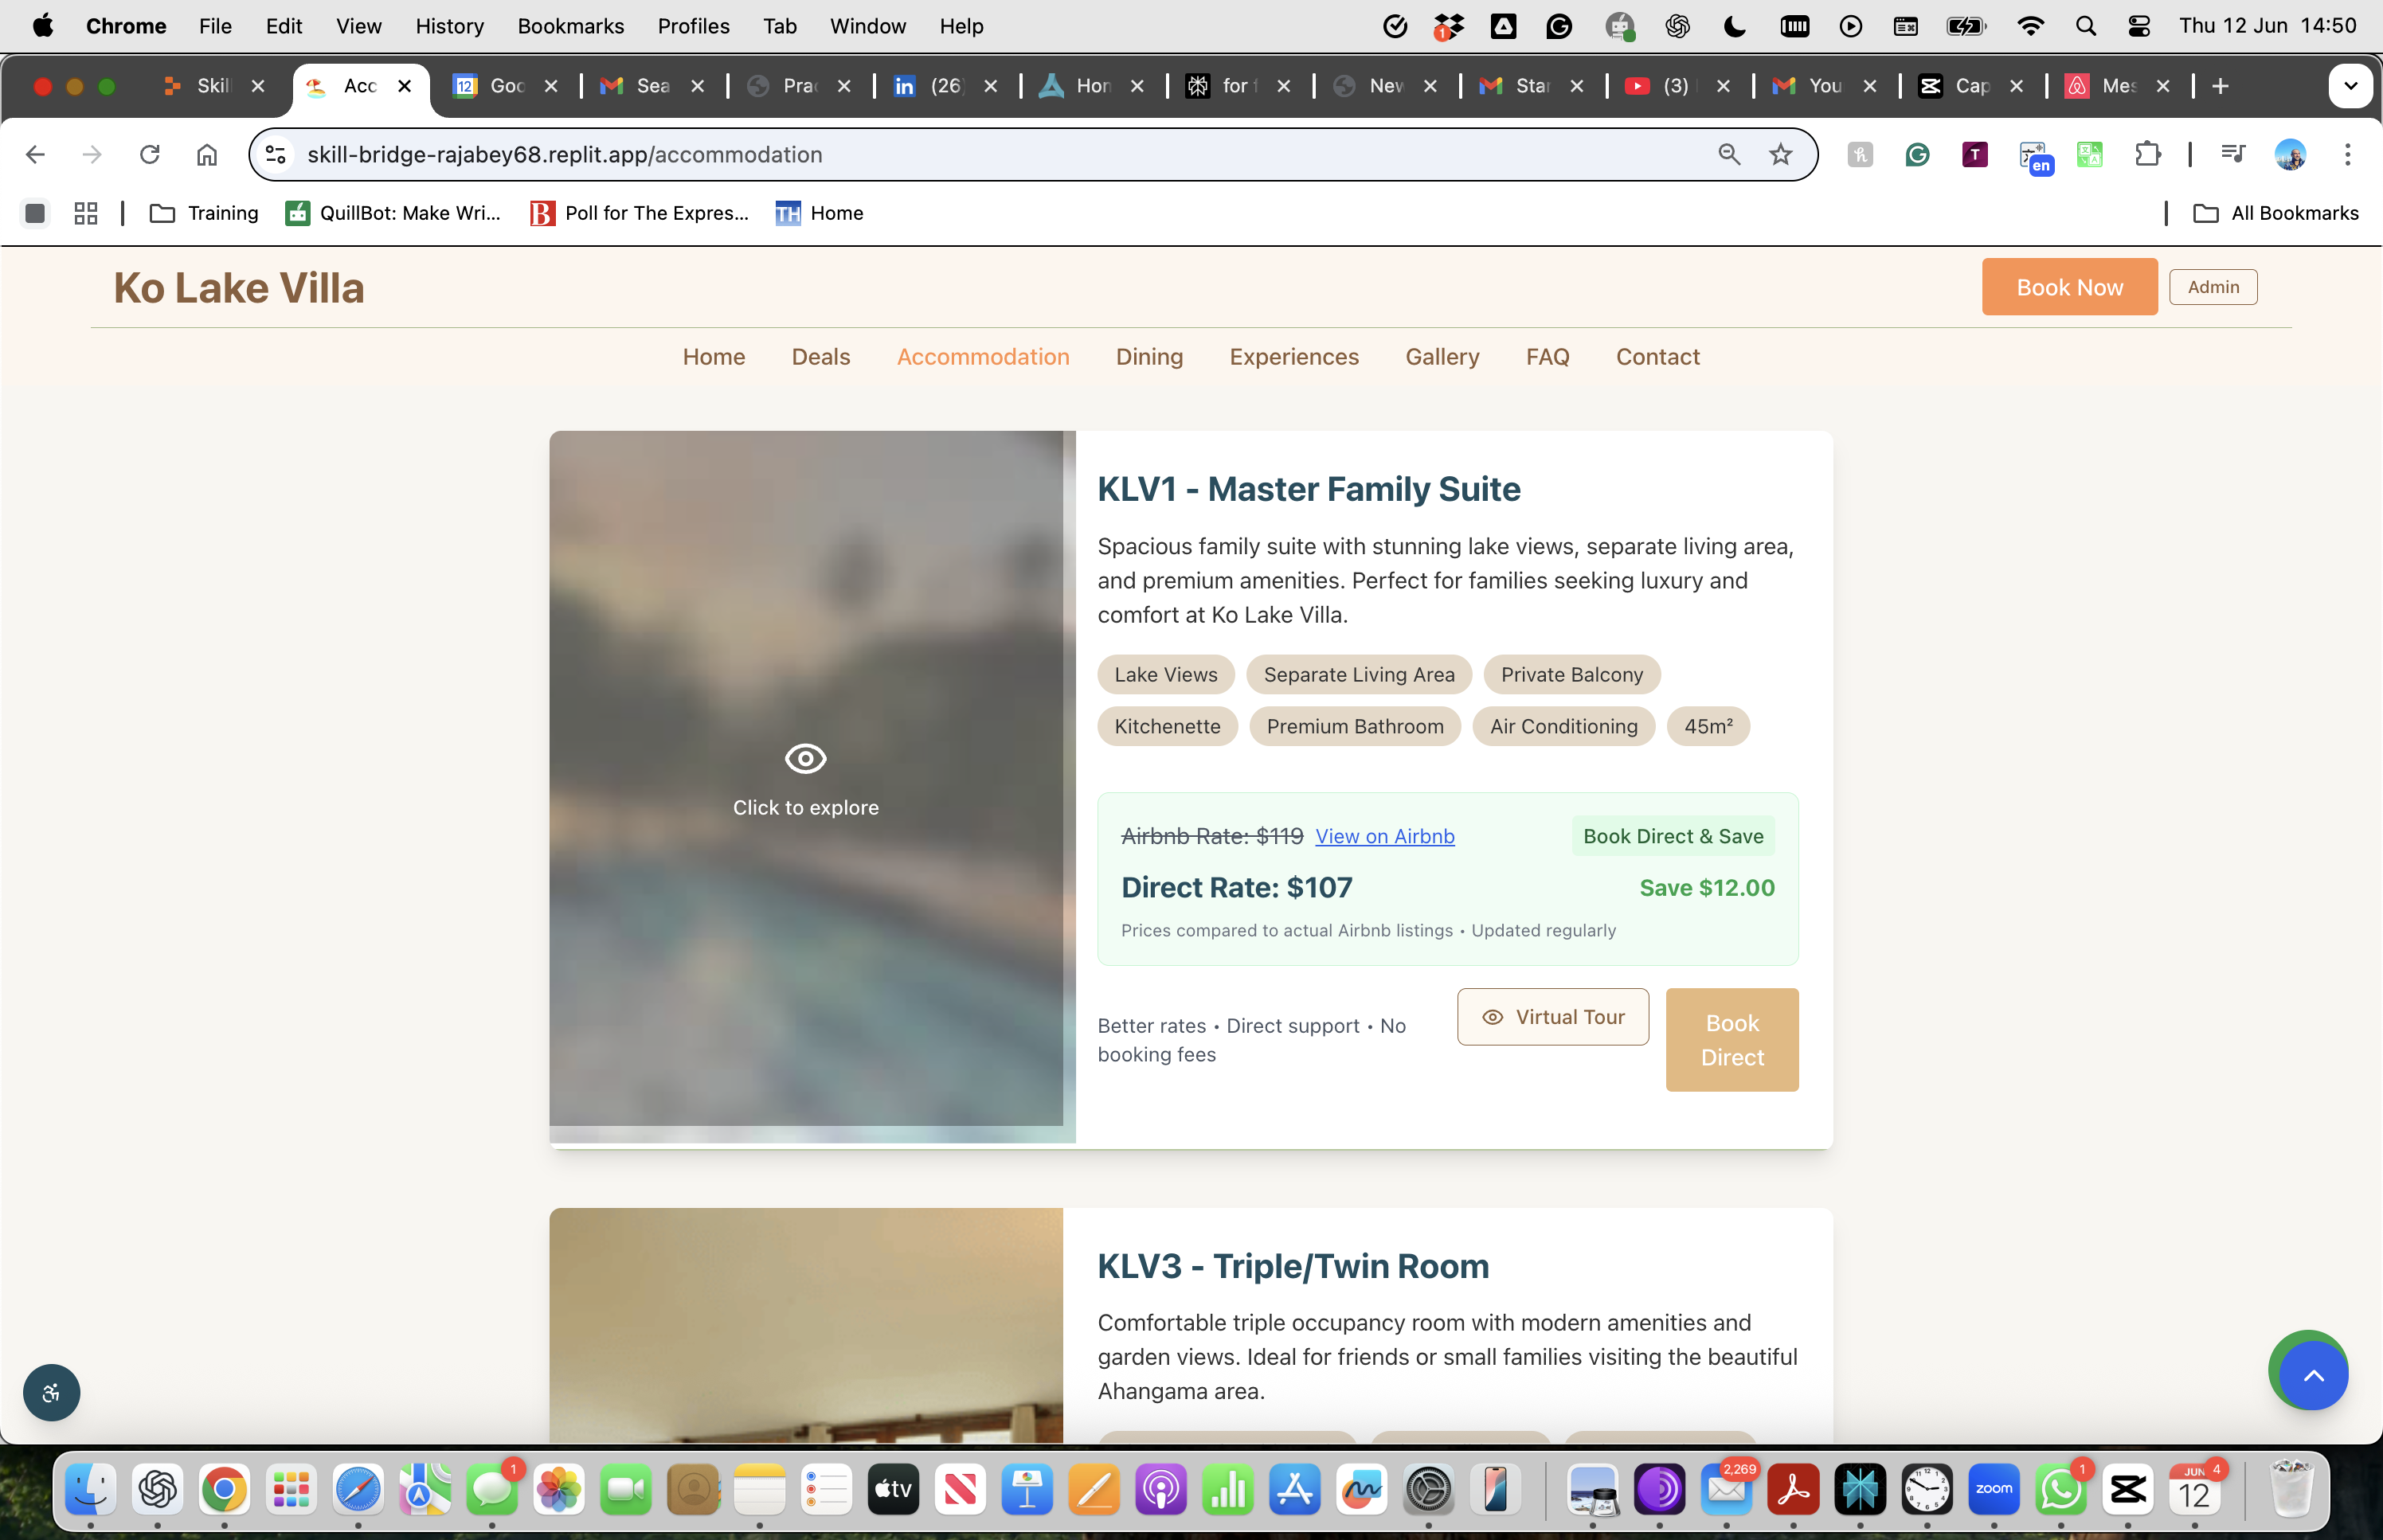 Chrome File Edit View History Bookmarks Profiles Tab Window Help
1
Thu 12 Jun 14:50
Skil
Acc
12 Goo
Sea
Pra
(26)
Hor
for
New
Star
(3)
You
Cap
Mes
skill-bridge-rajabey68.replit.app/accommodation
en
Training
QuillBot: Make Wri...
Poll for The Expres...
TH Home
All Bookmarks
Ko Lake Villa
Book Now
Admin
Home Deals Accommodation Dining Experiences Gallery FAQ Contact
Click to explore
KLV1 - Master Family Suite
Spacious family suite with stunning lake views, separate living area,
and premium amenities. Perfect for families seeking luxury and
comfort at Ko Lake Villa.
Lake Views Separate Living Area Private Balcony
Kitchenette Premium Bathroom Air Conditioning 45m²
Airbnb Rate: $119 View on Airbnb Book Direct & Save
Direct Rate: $107 Save $12.00
Prices compared to actual Airbnb listings • Updated regularly
Better rates • Direct support • No
booking fees
Virtual Tour
Book
Direct
KLV3 - Triple/Twin Room
Comfortable triple occupancy room with modern amenities and
garden views. Ideal for friends or small families visiting the beautiful
Ahangama area.
1
tv
2,269
zoom
1
JUN 4
12